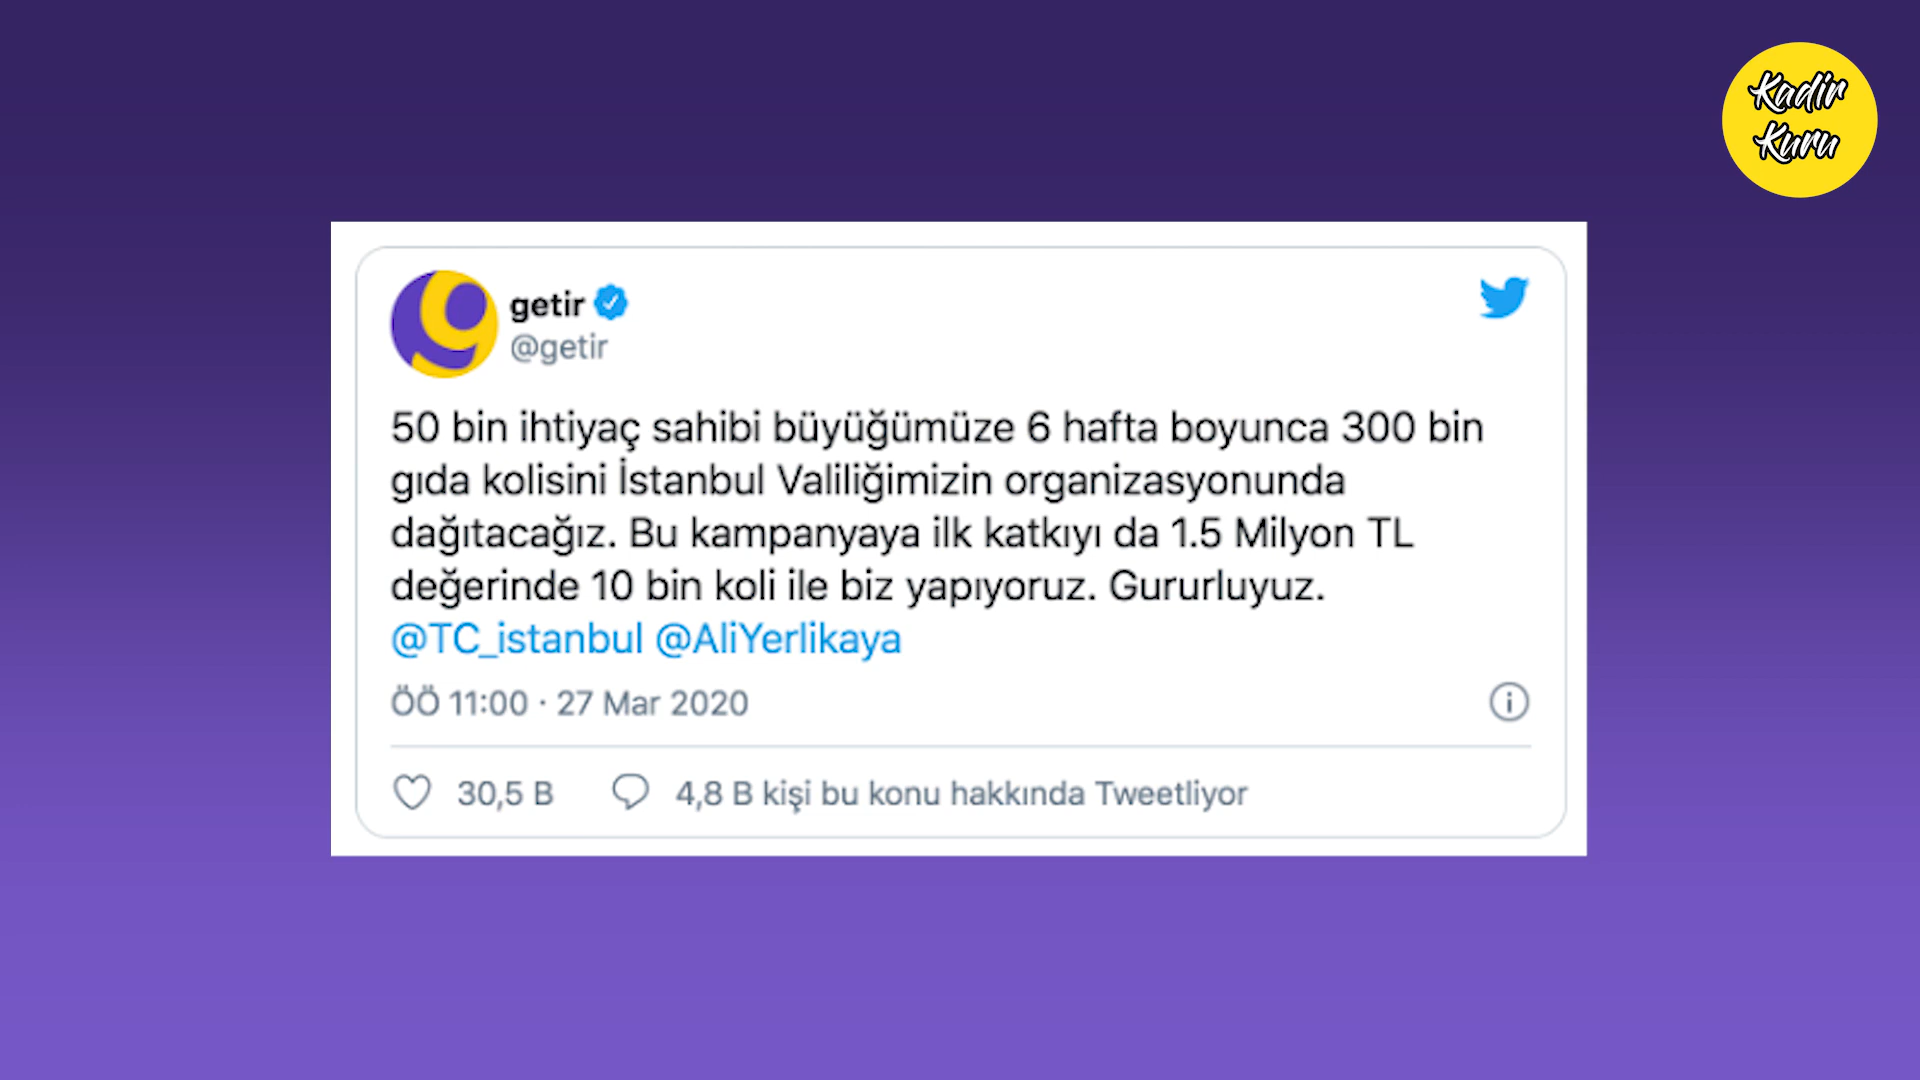 Kadir
Kuru
getir
@getir
50 bin ihtiyaç sahibi büyüğümüze 6 hafta boyunca 300 bin
gıda kolisini İstanbul Valiliğimizin organizasyonunda
dağıtacağız. Bu kampanyaya ilk katkıyı da 1.5 Milyon TL
değerinde 10 bin koli ile biz yapıyoruz. Gururluyuz.
@TC_istanbul @AliYerlikaya
ÖÖ 11:00 · 27 Mar 2020
30,5 B 4,8 B kişi bu konu hakkında Tweetliyor